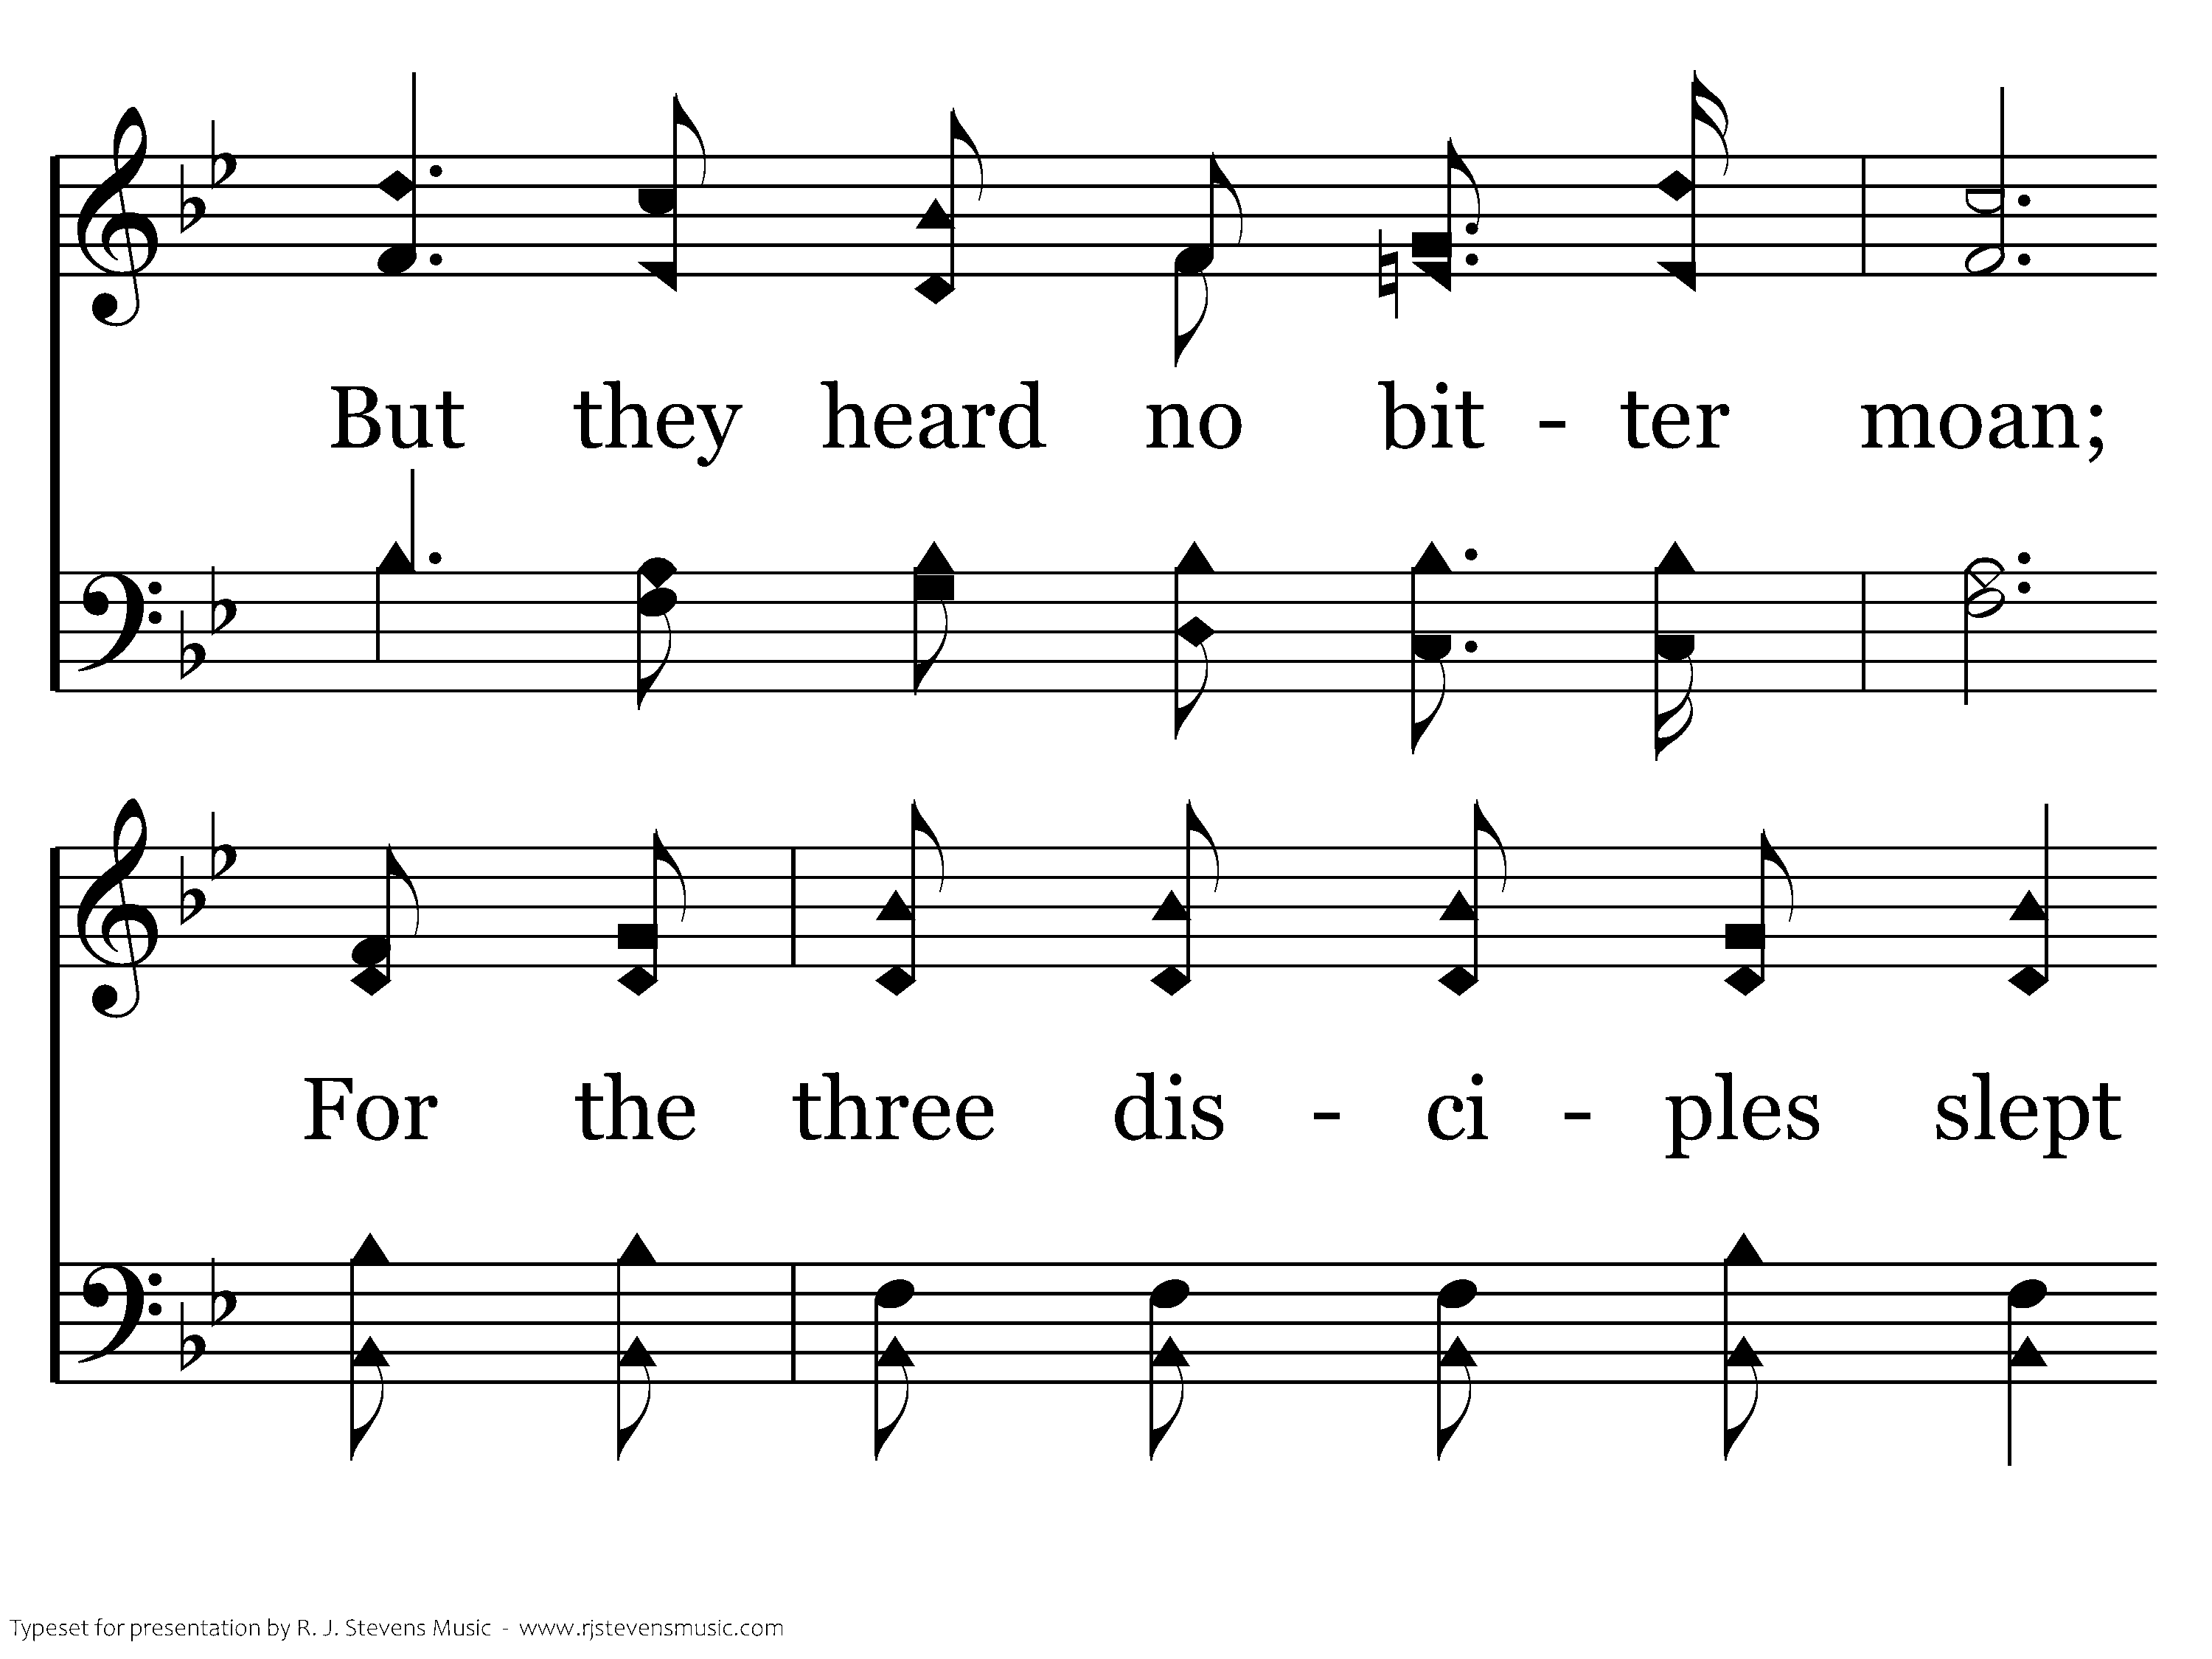 But they heard no bit - ter moan;
For the three dis - ci - ples slept
Typeset for presentation by R. J. Stevens Music - www.rjstevensmusic.com